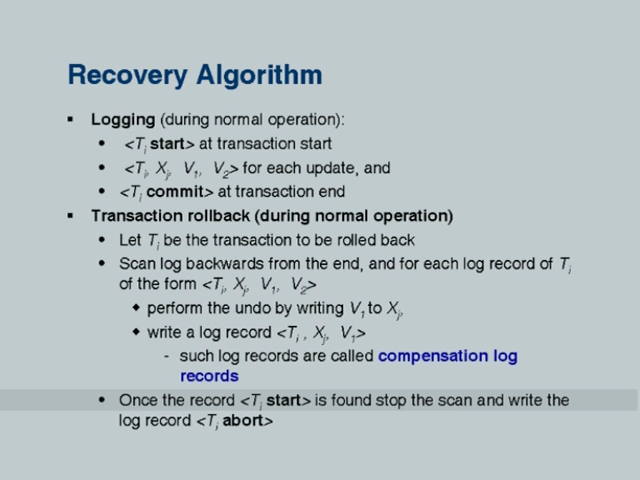 Recovery Algorithm
▪ Logging (during normal operation):
• <Ti start> at transaction start
• <Ti, Xj, V1, V2> for each update, and
• <Ti commit> at transaction end
▪ Transaction rollback (during normal operation)
• Let Ti be the transaction to be rolled back
• Scan log backwards from the end, and for each log record of Ti
of the form <Ti, Xj, V1, V2>
◆ perform the undo by writing V1 to Xj,
◆ write a log record <Ti , Xj, V1>
- such log records are called compensation log
records
• Once the record <Ti start> is found stop the scan and write the
log record <Ti abort>